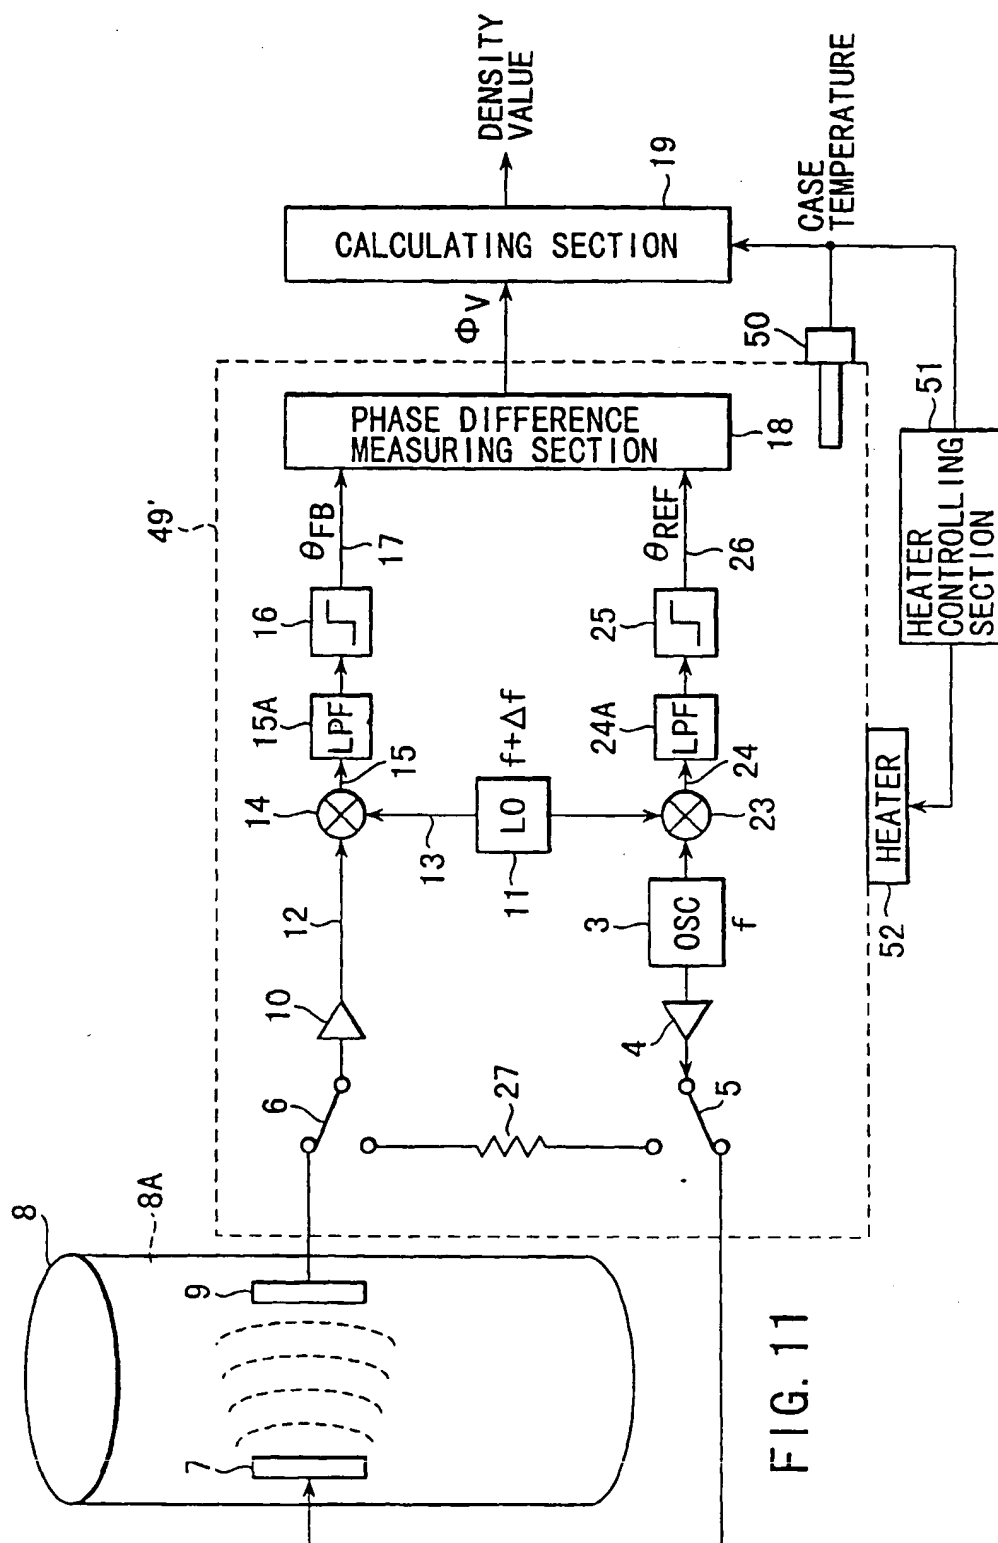 8
8A
7
9
6
10
12
14
15A
16
49'
θFB
17
15
LPF
13
LO
f+Δf
11
27
5
4
3
OSC
f
23
24
24A
LPF
25
θREF
26
PHASE DIFFERENCE
MEASURING SECTION
18
ΦV
CALCULATING SECTION
19
DENSITY
VALUE
CASE
TEMPERATURE
50
51
HEATER
CONTROLLING
SECTION
HEATER
52
FIG. 11